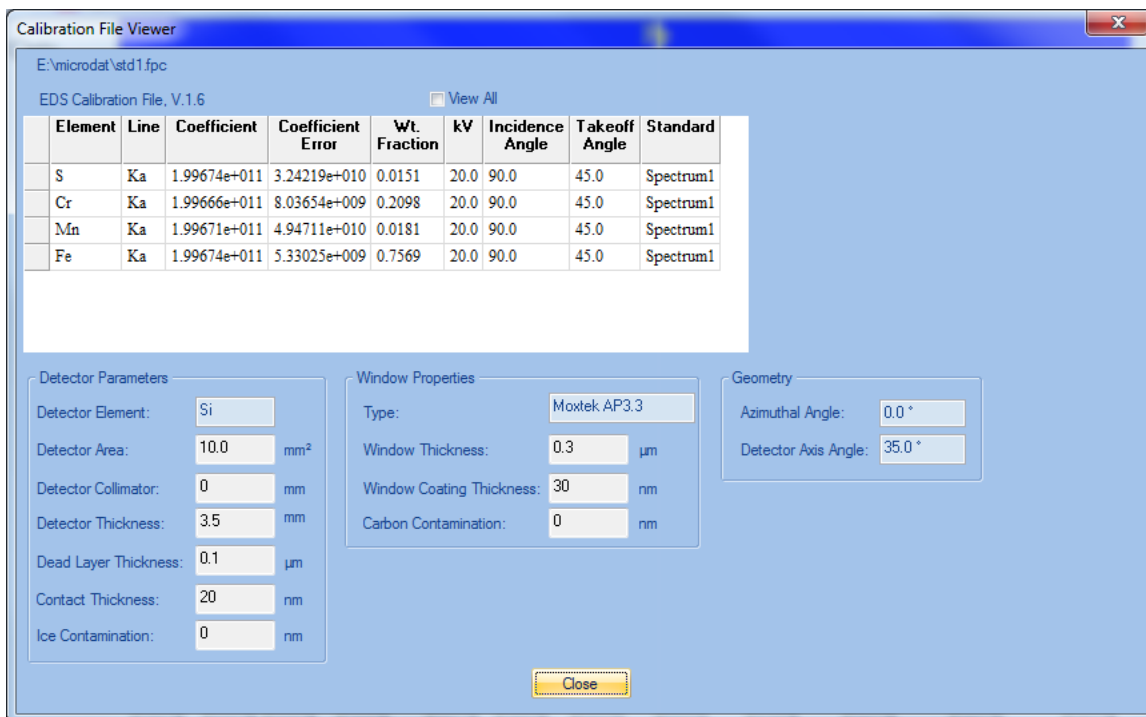 Calibration File Viewer
E:\microdat\std1.fpc
EDS Calibration File, V.1.6
View All
Element Line Coefficient Coefficient Error Wt. Fraction kV Incidence Angle Takeoff Angle Standard
S Ka 1.99674e+011 3.24219e+010 0.0151 20.0 90.0 45.0 Spectrum1
Cr Ka 1.99666e+011 8.03654e+009 0.2098 20.0 90.0 45.0 Spectrum1
Mn Ka 1.99671e+011 4.94711e+010 0.0181 20.0 90.0 45.0 Spectrum1
Fe Ka 1.99674e+011 5.33025e+009 0.7569 20.0 90.0 45.0 Spectrum1
Detector Parameters
Detector Element: Si
Detector Area: 10.0 mm²
Detector Collimator: 0 mm
Detector Thickness: 3.5 mm
Dead Layer Thickness: 0.1 µm
Contact Thickness: 20 nm
Ice Contamination: 0 nm
Window Properties
Type: Moxtek AP3.3
Window Thickness: 0.3 µm
Window Coating Thickness: 30 nm
Carbon Contamination: 0 nm
Geometry
Azimuthal Angle: 0.0 °
Detector Axis Angle: 35.0 °
Close